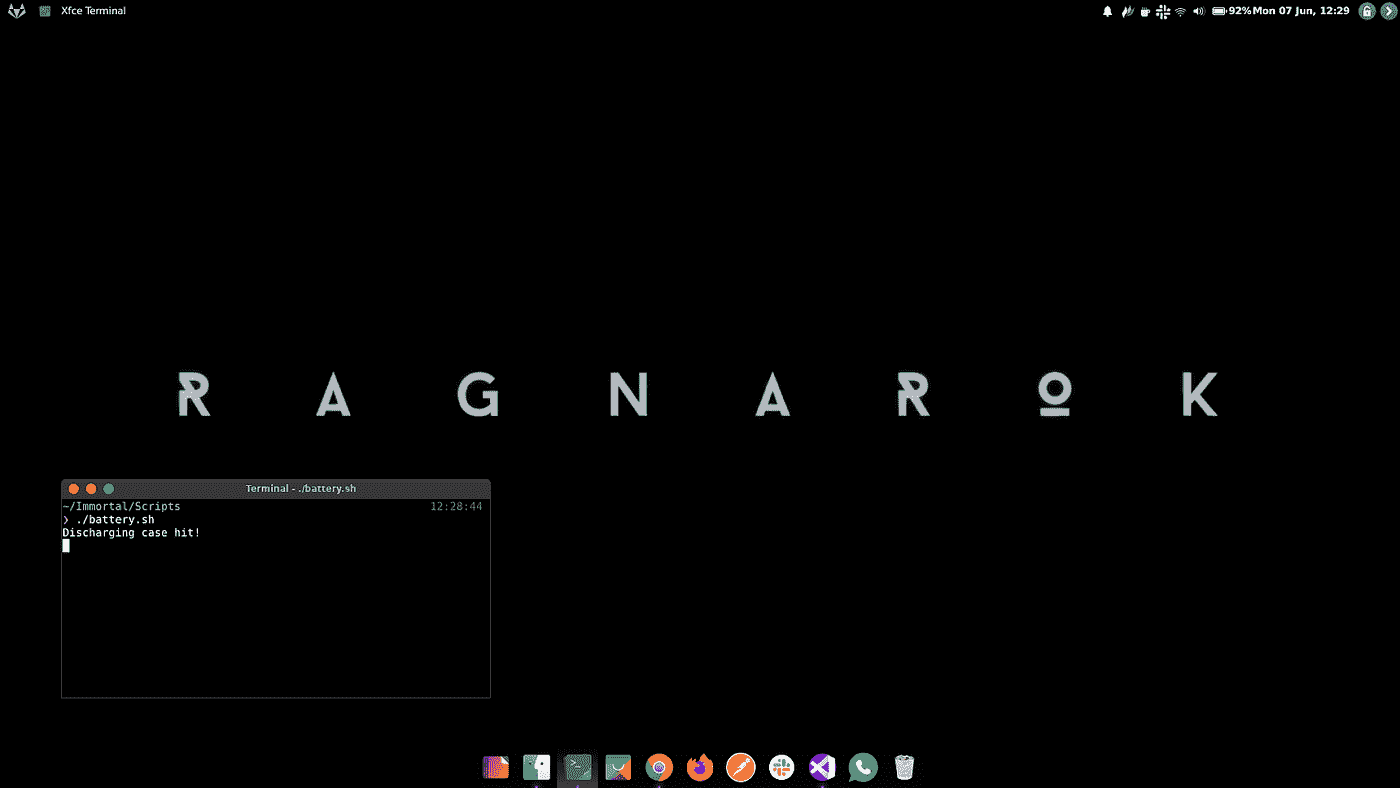 Xfce Terminal
92% Mon 07 Jun, 12:29
R A G N A R O K
Terminal - ./battery.sh
~/Immortal/Scripts 12:28:44
❯ ./battery.sh
Discharging case hit!